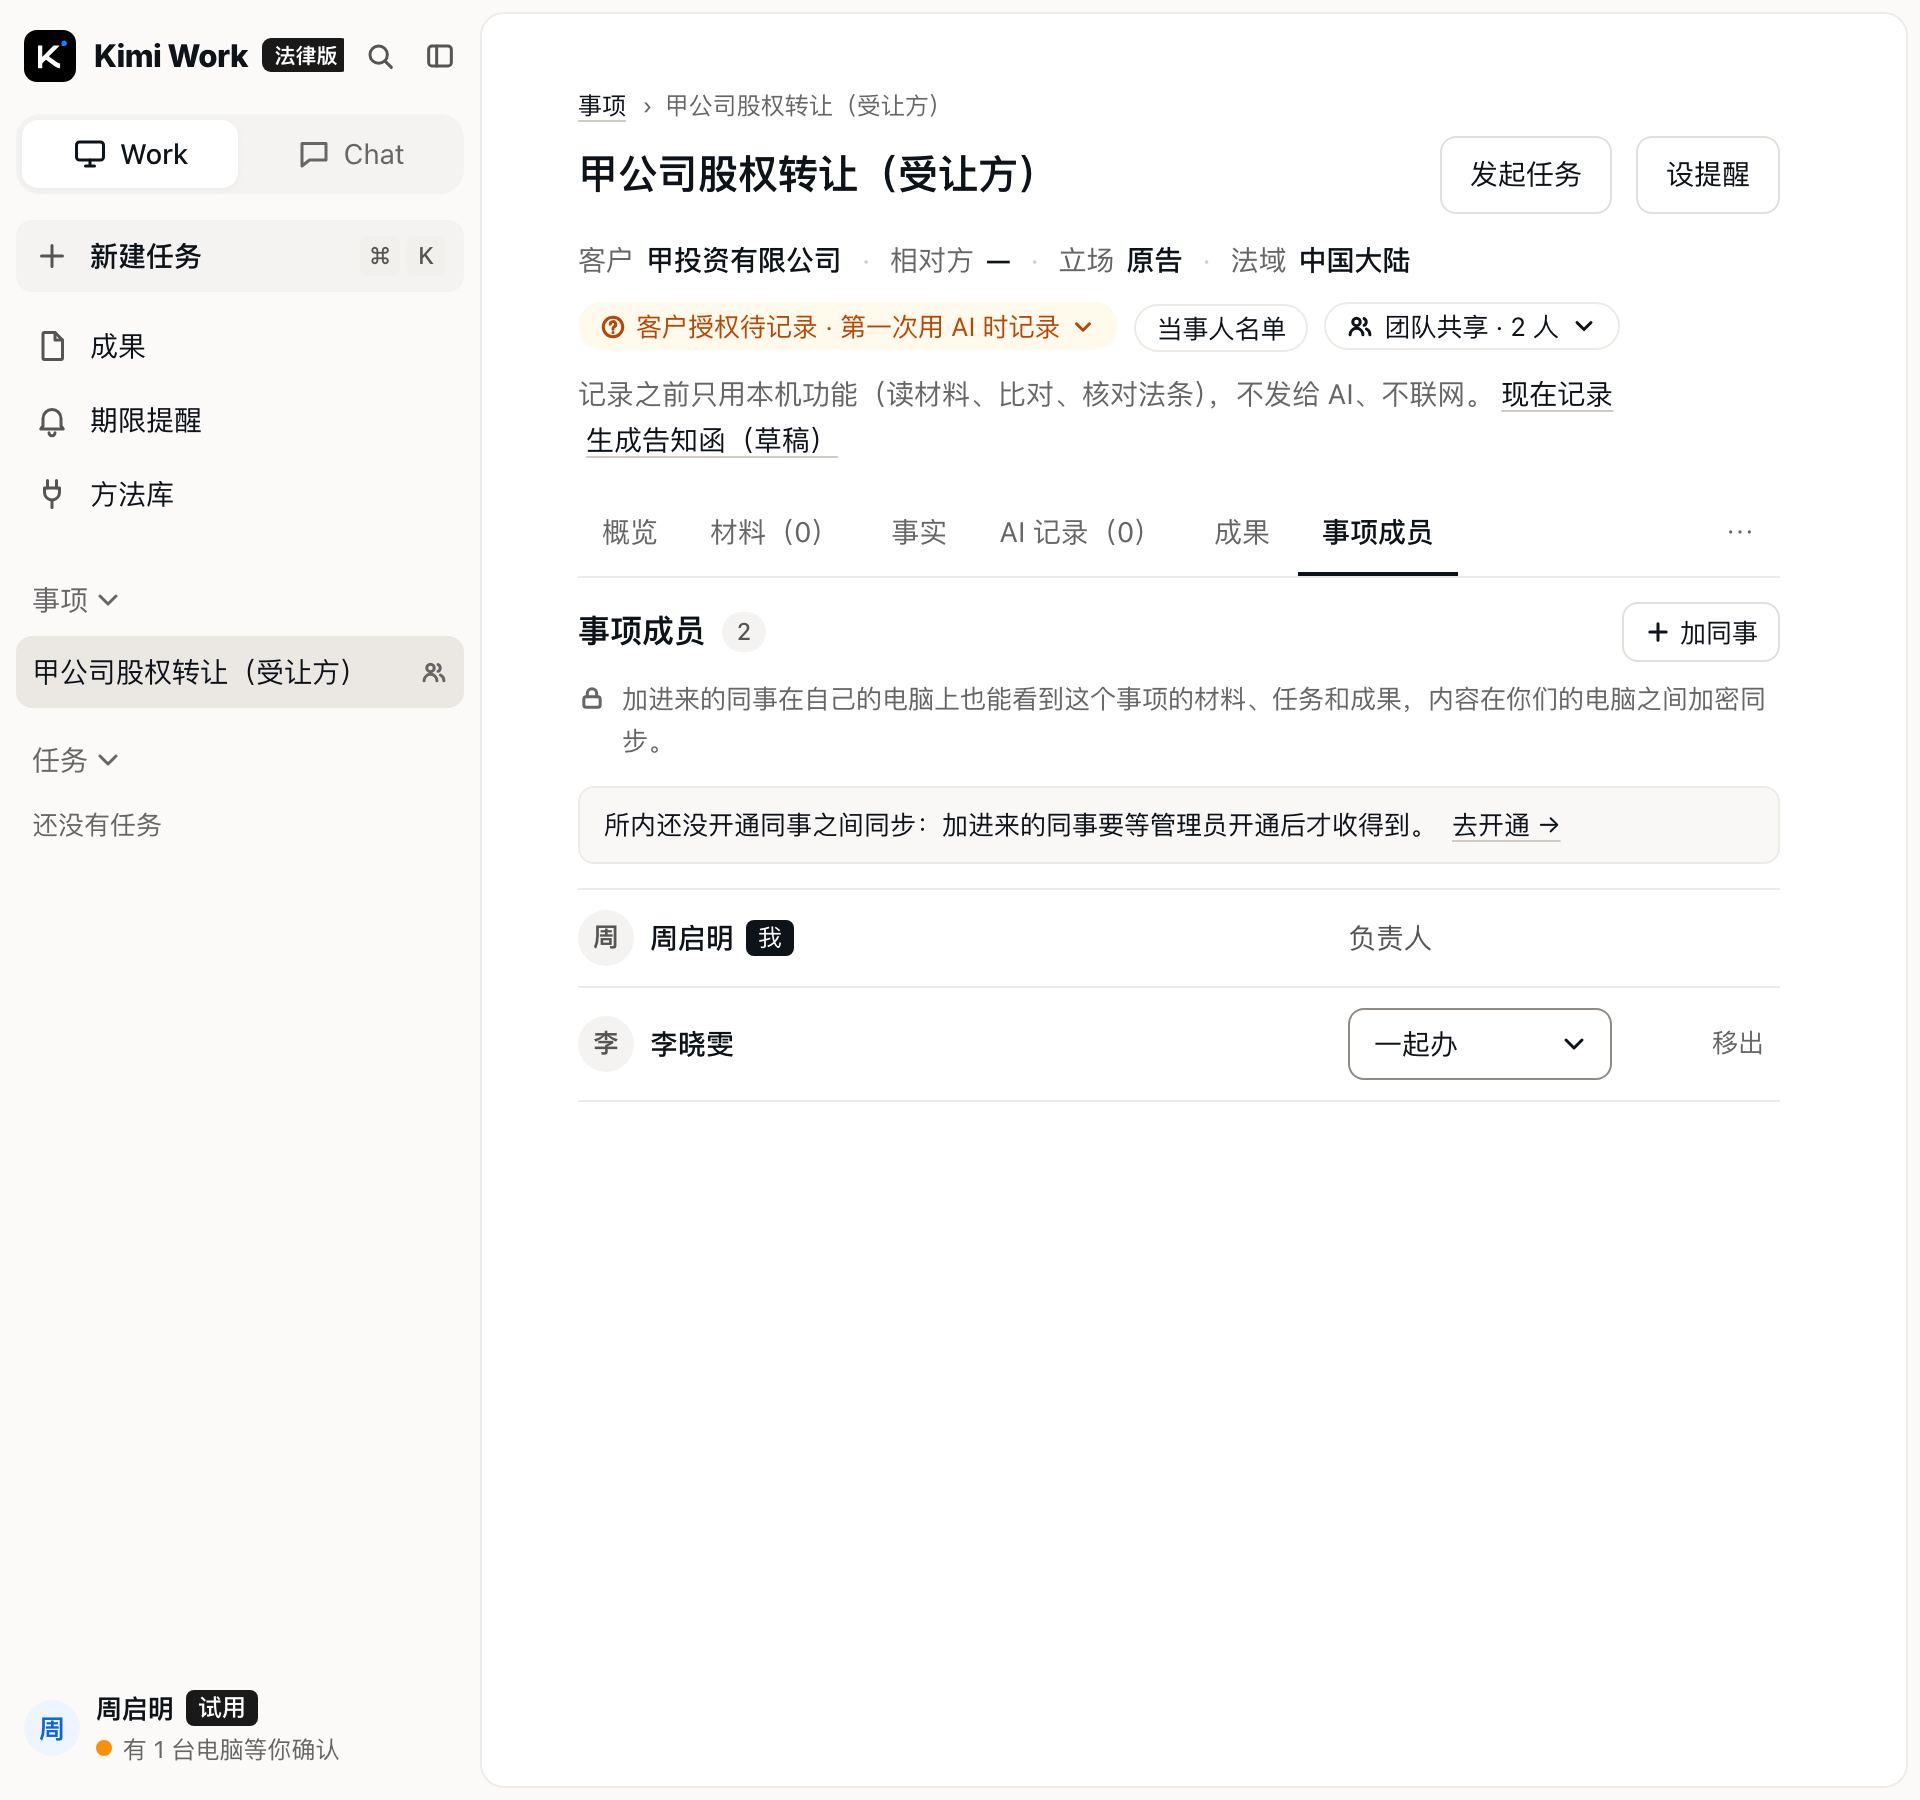 Kimi Work 法律版
Work
Chat
新建任务 ⌘ K
成果
期限提醒
方法库
事项
甲公司股权转让（受让方）
任务
还没有任务
周 周启明 试用
有 1 台电脑等你确认
事项 › 甲公司股权转让（受让方）
甲公司股权转让（受让方）
发起任务
设提醒
客户 甲投资有限公司 · 相对方 — · 立场 原告 · 法域 中国大陆
客户授权待记录 · 第一次用 AI 时记录
当事人名单
团队共享 · 2 人
记录之前只用本机功能（读材料、比对、核对法条），不发给 AI、不联网。 现在记录
生成告知函（草稿）
概览 材料（0） 事实 AI 记录（0） 成果 事项成员 ···
事项成员 2
+ 加同事
加进来的同事在自己的电脑上也能看到这个事项的材料、任务和成果，内容在你们的电脑之间加密同
步。
所内还没开通同事之间同步：加进来的同事要等管理员开通后才收得到。 去开通 →
周 周启明 我 负责人
李 李晓雯 一起办 移出